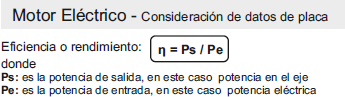 Motor Eléctrico - Consideración de datos de placa
Eficiencia o rendimiento: η = Ps / Pe
donde
Ps: es la potencia de salida, en este caso potencia en el eje
Pe: es potencia de entrada, en este caso potencia eléctrica